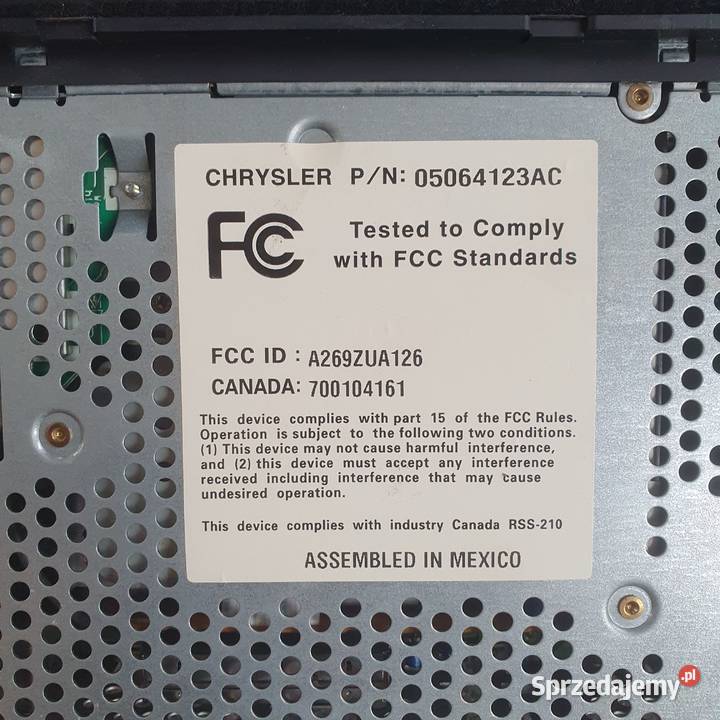 CHRYSLER P/N: 05064123AC
FCC
Tested to Comply
with FCC Standards
FCC ID : A269ZUA126
CANADA: 700104161
This device complies with part 15 of the FCC Rules.
Operation is subject to the following two conditions.
(1) This device may not cause harmful interference,
and (2) this device must accept any interference
received including interference that may cause
undesired operation.
This device complies with industry Canada RSS-210
ASSEMBLED IN MEXICO
Sprzedajemy.pl